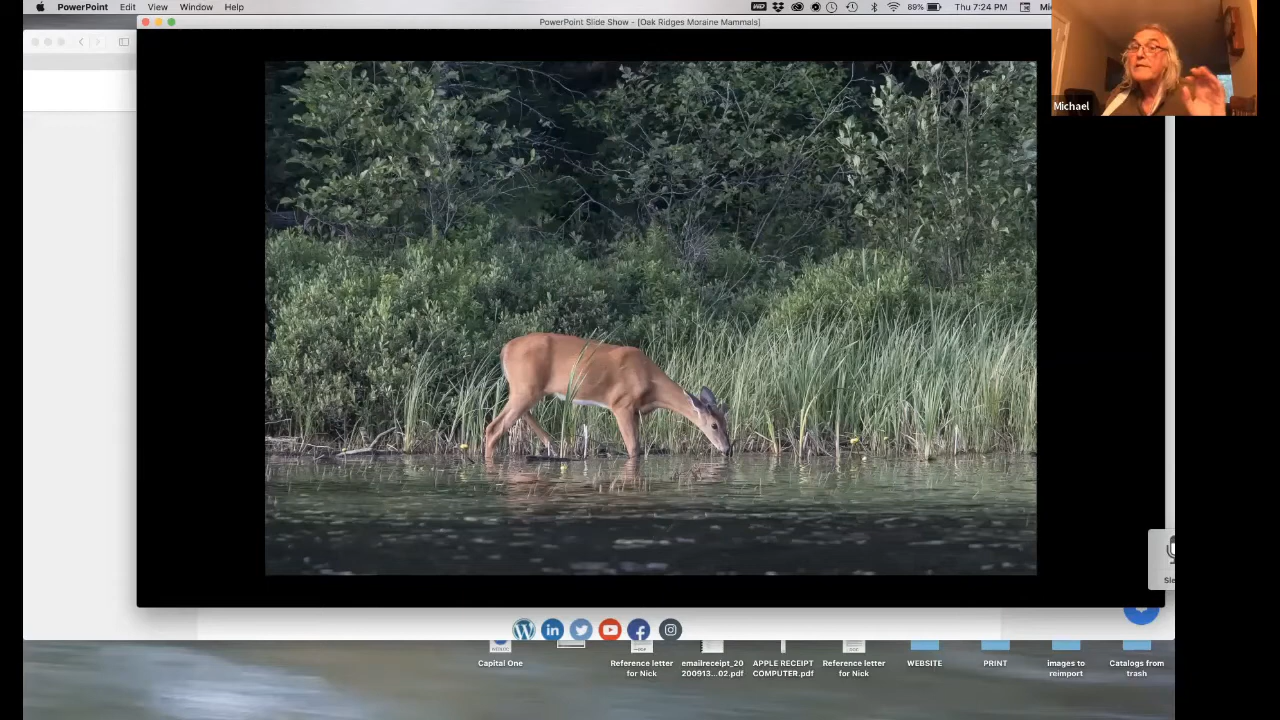 PowerPoint Edit View Window Help
89% Thu 7:24 PM Mi
PowerPoint Slide Show - [Oak Ridges Moraine Mammals]
Michael
Capital One
Reference letter
for Nick
emailreceipt_20
200913...02.pdf
APPLE RECEIPT
COMPUTER.pdf
Reference letter
for Nick
WEBSITE
PRINT
images to
reimport
Catalogs from
trash